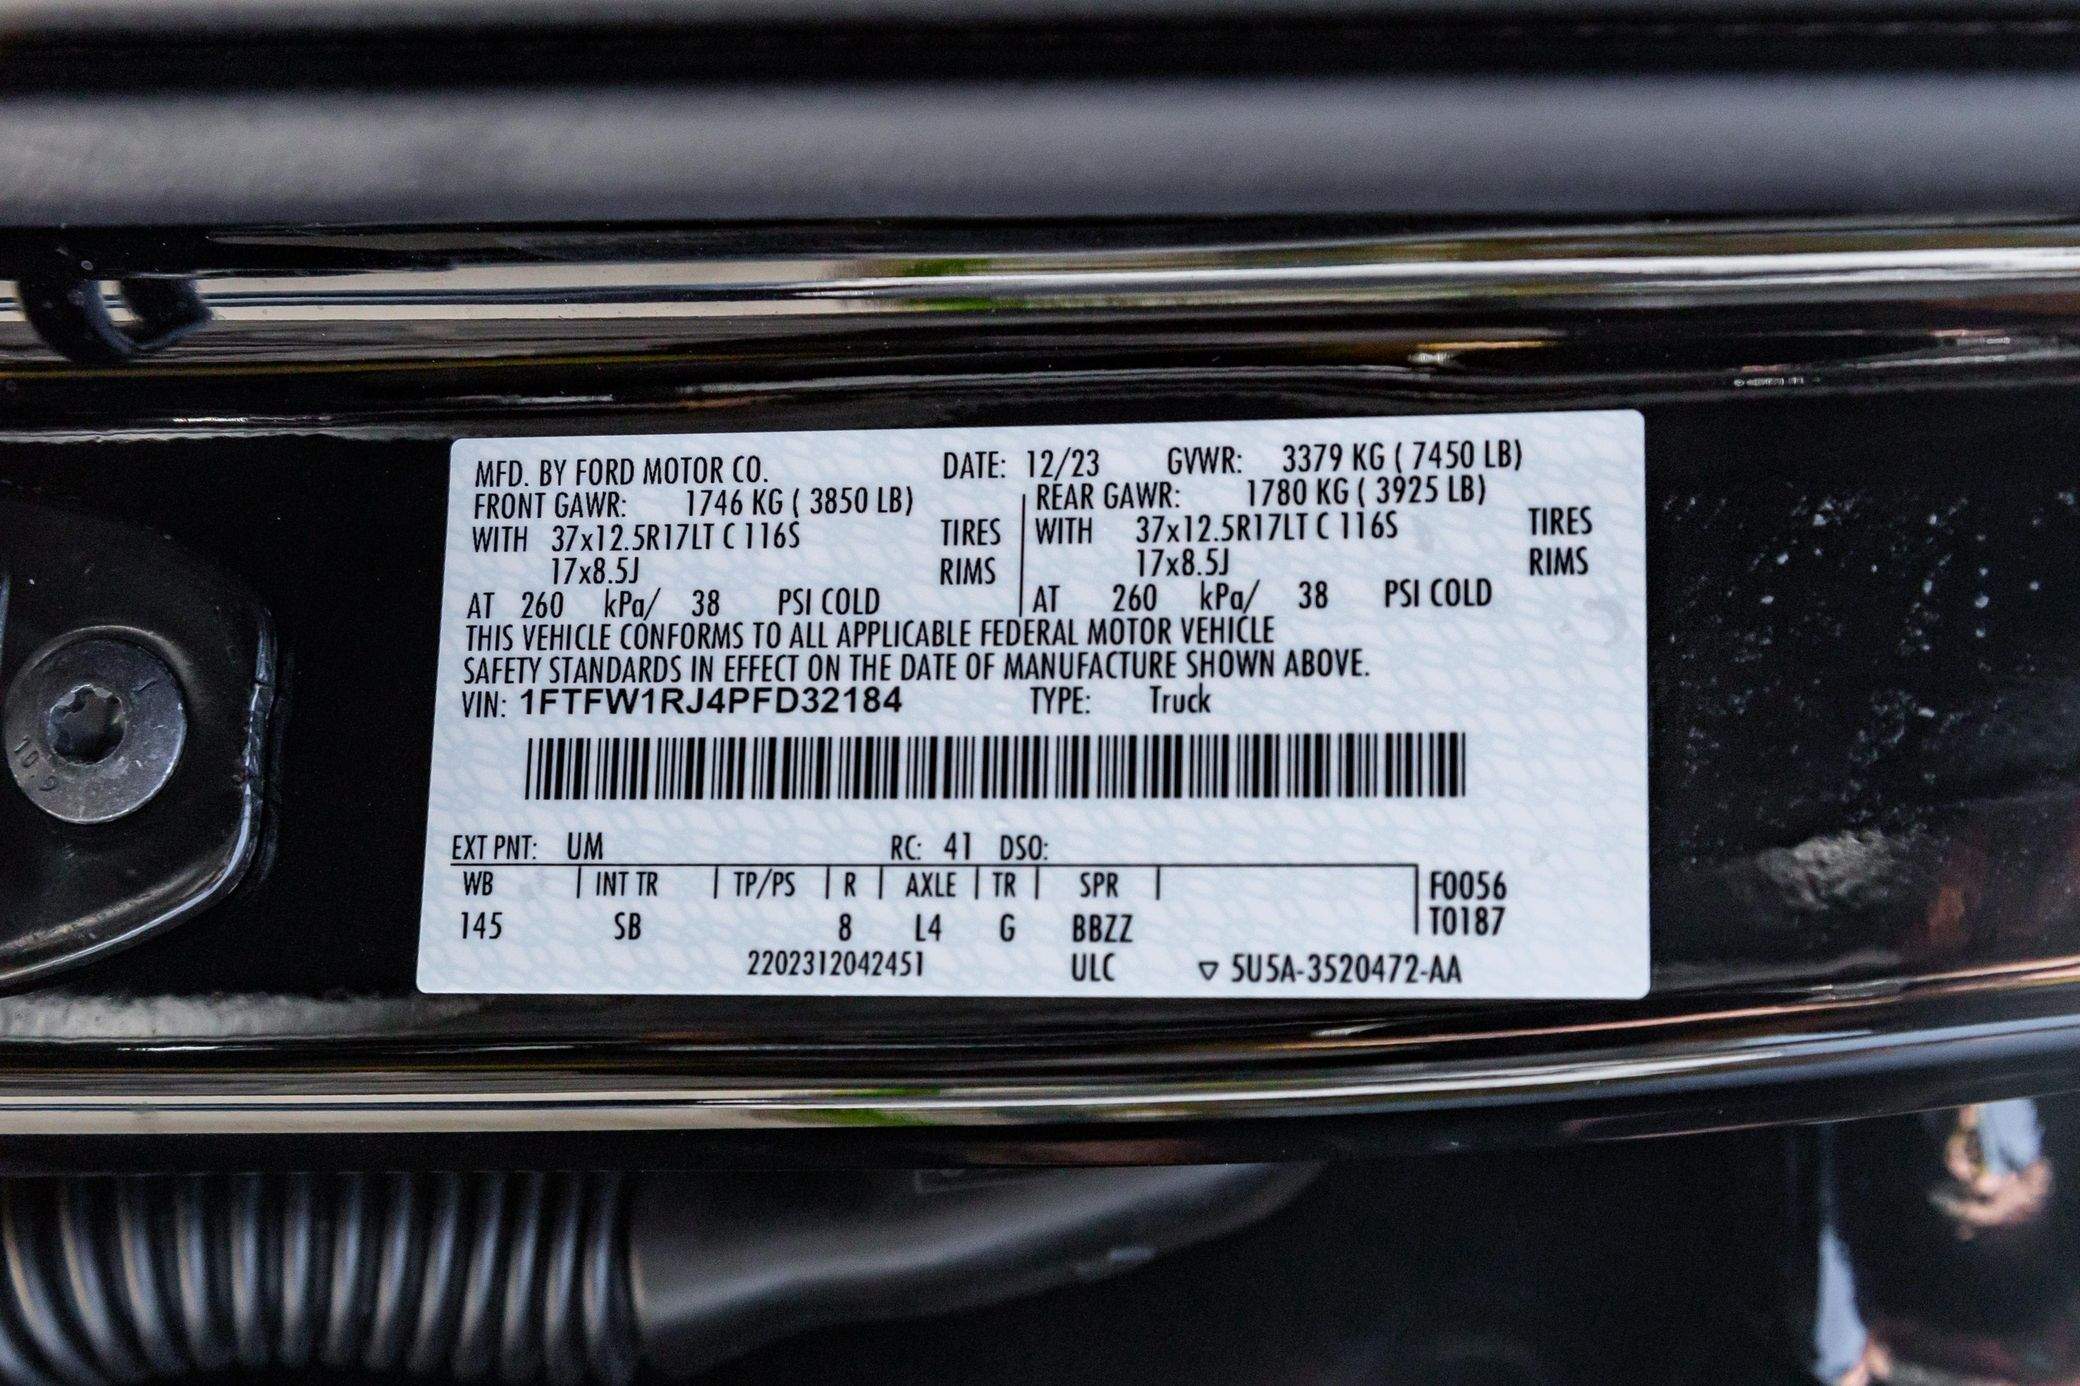 MFD. BY FORD MOTOR CO. DATE: 12/23 GVWR: 3379 KG ( 7450 LB)
FRONT GAWR: 1746 KG ( 3850 LB) REAR GAWR: 1780 KG ( 3925 LB)
WITH 37x12.5R17LT C 116S TIRES WITH 37x12.5R17LT C 116S TIRES
17x8.5J RIMS 17x8.5J RIMS
AT 260 kPa/ 38 PSI COLD AT 260 kPa/ 38 PSI COLD
THIS VEHICLE CONFORMS TO ALL APPLICABLE FEDERAL MOTOR VEHICLE
SAFETY STANDARDS IN EFFECT ON THE DATE OF MANUFACTURE SHOWN ABOVE.
VIN: 1FTFW1RJ4PFD32184 TYPE: Truck
EXT PNT: UM RC: 41 DSO:
WB INT TR TP/PS R AXLE TR SPR F0056
145 SB 8 L4 G BBZZ T0187
2202312042451 ULC ▽ 5U5A-3520472-AA
10.9